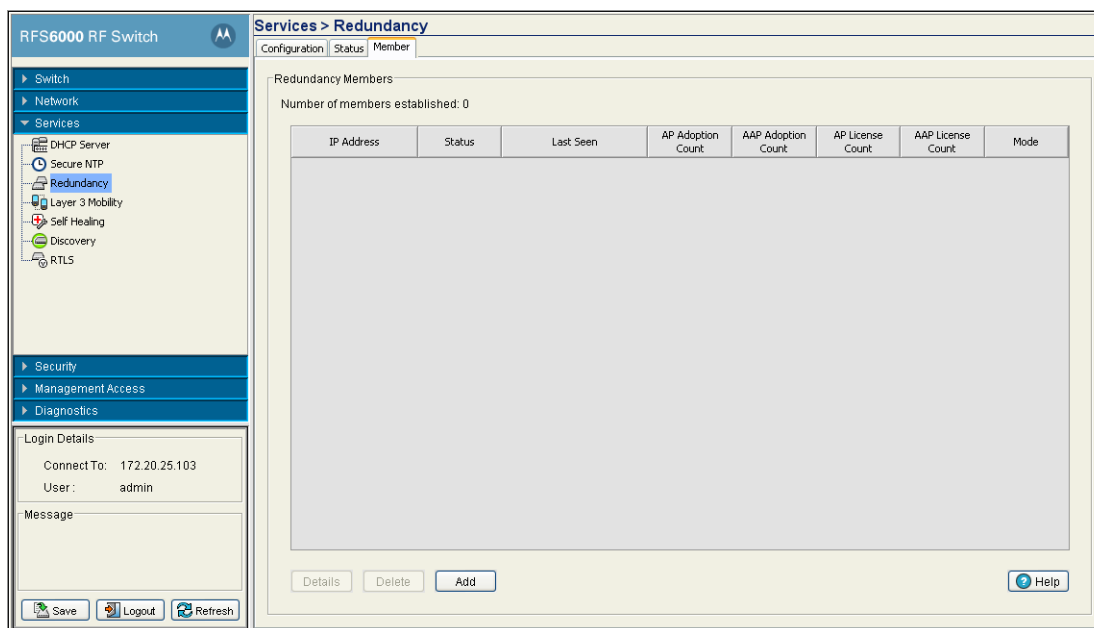 RFS6000 RF Switch
Switch
Network
Services
DHCP Server
Secure NTP
Redundancy
Layer 3 Mobility
Self Healing
Discovery
RTLS
Security
Management Access
Diagnostics
Login Details
Connect To: 172.20.25.103
User : admin
Message
Save Logout Refresh
Services > Redundancy
Configuration Status Member
Redundancy Members
Number of members established: 0
IP Address Status Last Seen AP Adoption Count AAP Adoption Count AP License Count AAP License Count Mode
Details Delete Add Help